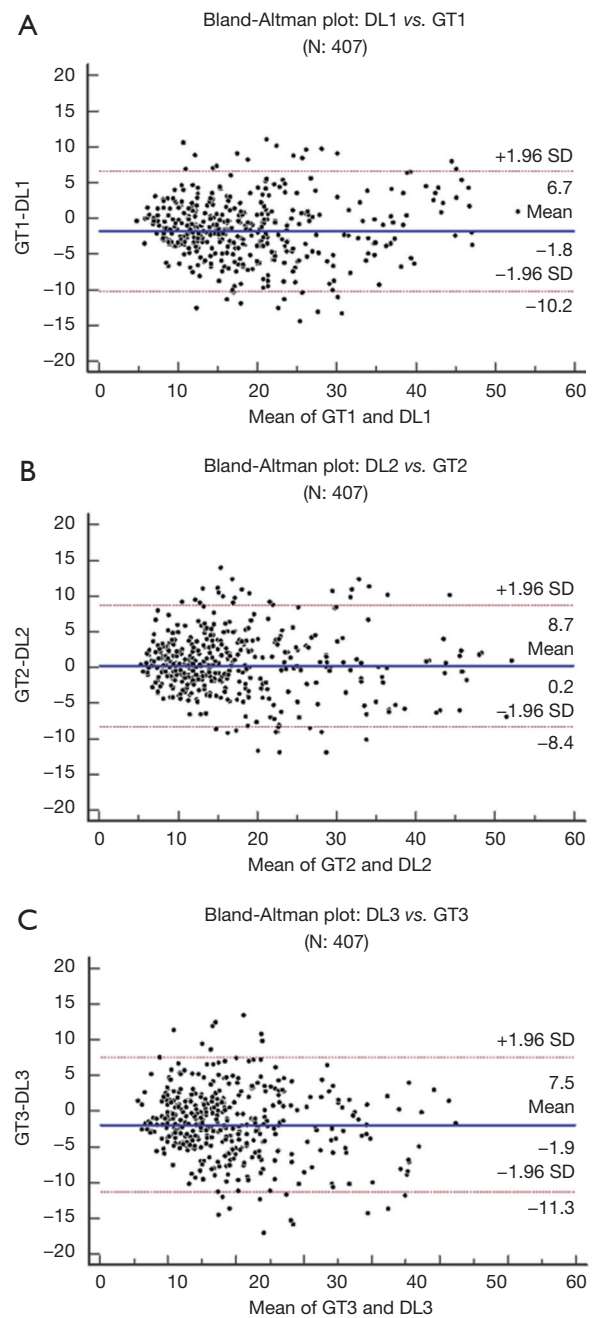 A
Bland-Altman plot: DL1 vs. GT1
(N: 407)
20
15
10
5
0
−5
−10
−15
−20
GT1-DL1
+1.96 SD
6.7
Mean
−1.8
−1.96 SD
−10.2
0 10 20 30 40 50 60
Mean of GT1 and DL1
B
Bland-Altman plot: DL2 vs. GT2
(N: 407)
20
15
10
5
0
−5
−10
−15
−20
GT2-DL2
+1.96 SD
8.7
Mean
0.2
−1.96 SD
−8.4
0 10 20 30 40 50 60
Mean of GT2 and DL2
C
Bland-Altman plot: DL3 vs. GT3
(N: 407)
20
15
10
5
0
−5
−10
−15
−20
GT3-DL3
+1.96 SD
7.5
Mean
−1.9
−1.96 SD
−11.3
0 10 20 30 40 50 60
Mean of GT3 and DL3